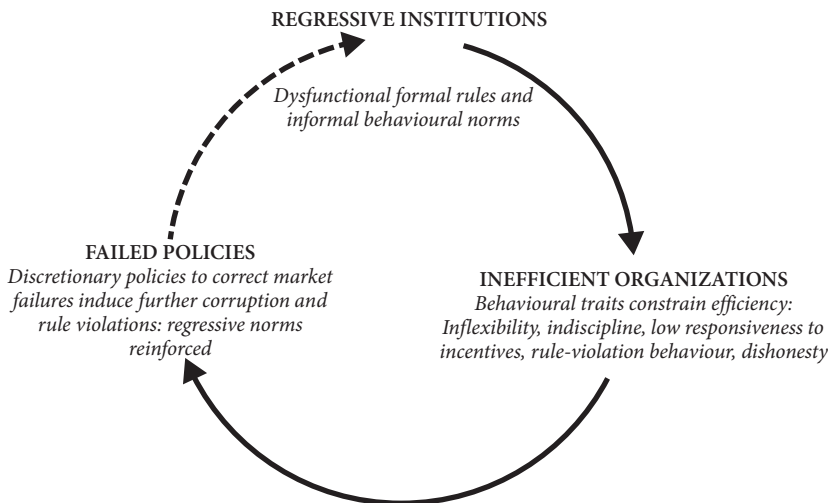 REGRESSIVE INSTITUTIONS
Dysfunctional formal rules and
informal behavioural norms
FAILED POLICIES
Discretionary policies to correct market
failures induce further corruption and
rule violations: regressive norms
reinforced
INEFFICIENT ORGANIZATIONS
Behavioural traits constrain efficiency:
Inflexibility, indiscipline, low responsiveness to
incentives, rule-violation behaviour, dishonesty